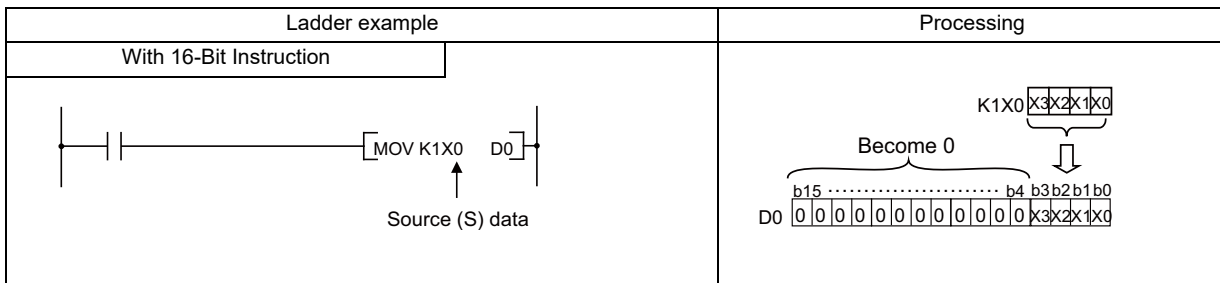 Ladder example
Processing
With 16-Bit Instruction
MOV K1X0 D0
Source (S) data
K1X0 X3 X2 X1 X0
Become 0
b15 ........................ b4 b3 b2 b1 b0
D0 0 0 0 0 0 0 0 0 0 0 0 0 X3 X2 X1 X0